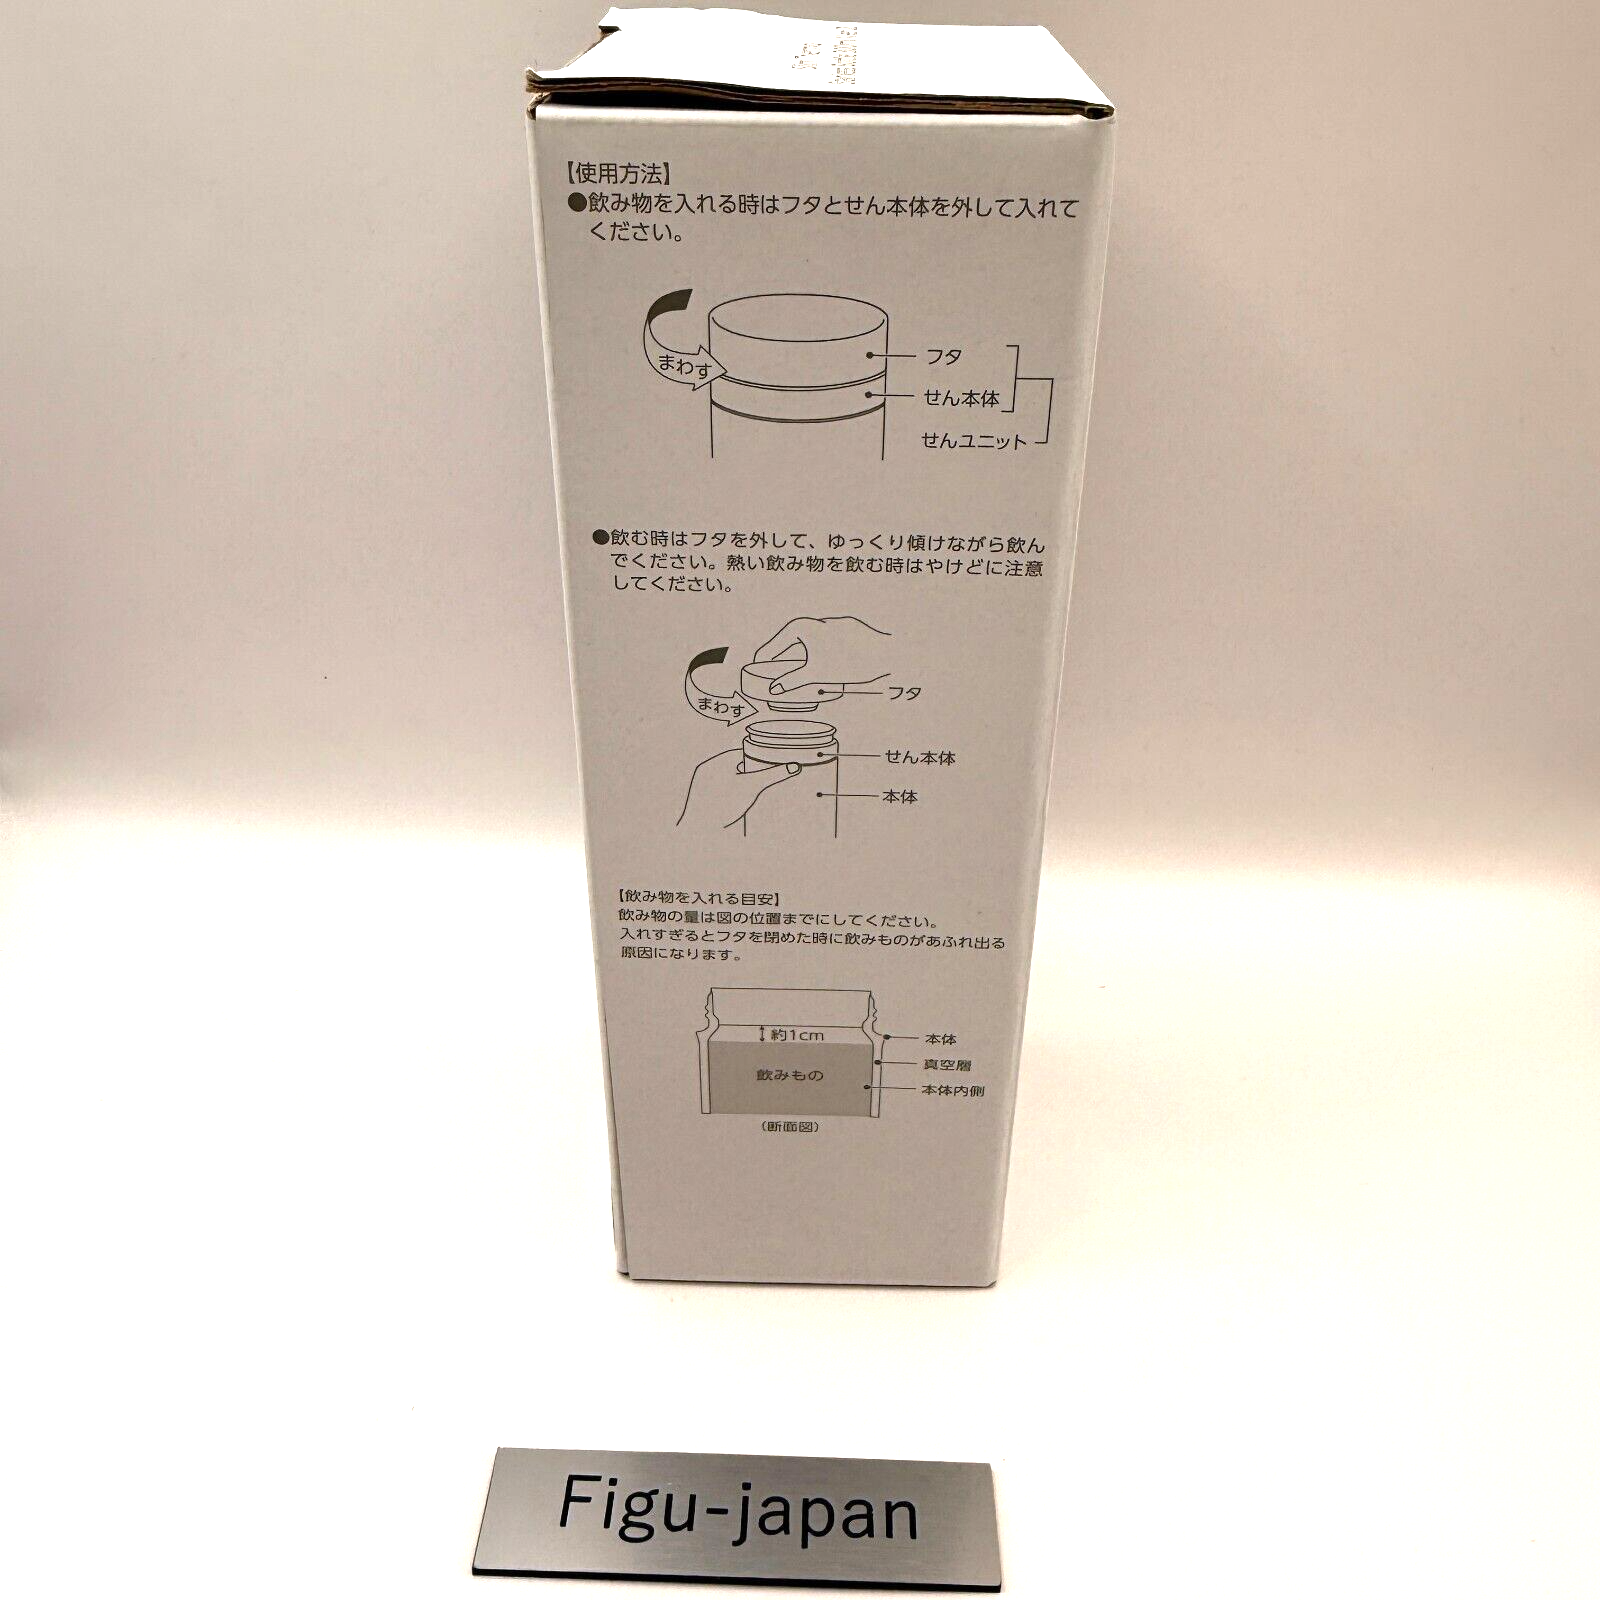 【使用方法】
●飲み物を入れる時はフタとせん本体を外して入れて
ください。
まわす
フタ
せん本体
せんユニット
●飲む時はフタを外して、ゆっくり傾けながら飲ん
でください。熱い飲み物を飲む時はやけどに注意
してください。
まわす
フタ
せん本体
本体
【飲み物を入れる目安】
飲み物の量は図の位置までにしてください。
入れすぎるとフタを閉めた時に飲みものがあふれ出る
原因になります。
約1cm
本体
真空層
飲みもの
本体内側
(断面図)
Figu-japan